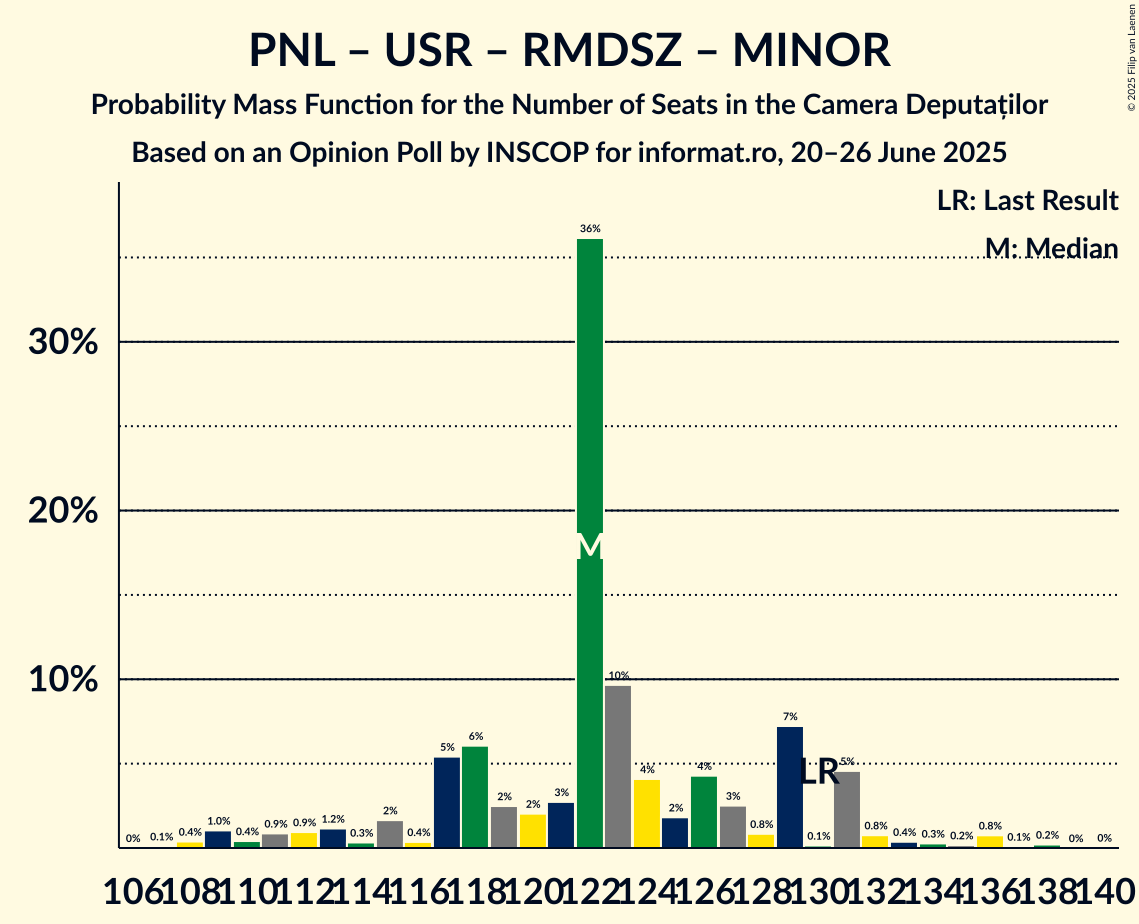 PNL – USR – RMDSZ – MINOR
Probability Mass Function for the Number of Seats in the Camera Deputaților
Based on an Opinion Poll by INSCOP for informat.ro, 20–26 June 2025
© 2025 Filip van Laenen
LR: Last Result
M: Median
30%
20%
10%
0% 0.1% 0.4% 1.0% 0.4% 0.9% 0.9% 1.2% 0.3% 2% 0.4% 5% 6% 2% 2% 3% 36% 10% 4% 2% 4% 3% 0.8% 7% 0.1% 5% 0.8% 0.4% 0.3% 0.2% 0.8% 0.1% 0.2% 0% 0%
M
LR
106 108 110 112 114 116 118 120 122 124 126 128 130 132 134 136 138 140